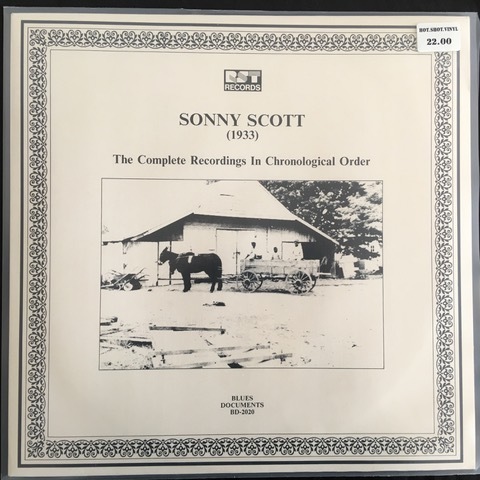 HOT.SHOT.VINYL
22.00
RST
RECORDS
SONNY SCOTT
(1933)
The Complete Recordings In Chronological Order
BLUES
DOCUMENTS
BD-2020